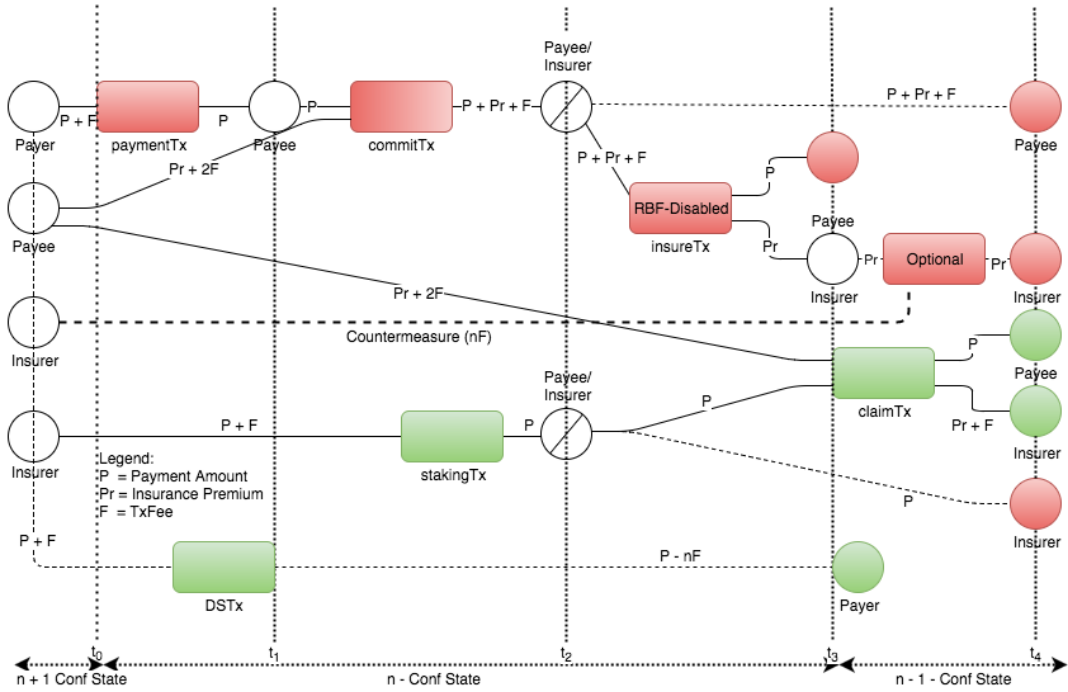 Payee/
Insurer
P + F
P
P
P + Pr + F
P + Pr + F
Payer
paymentTx
Payee
commitTx
Payee
P + Pr + F
Pr + 2F
P
RBF-Disabled
Payee
insureTx
Pr
Pr
Optional
Pr
Payee
Insurer
Insurer
Pr + 2F
Countermeasure (nF)
Insurer
P
Payee
Payee/
Insurer
claimTx
P
P + F
P
Pr + F
Insurer
Insurer
stakingTx
Legend:
P = Payment Amount
Pr = Insurance Premium
F = TxFee
P
Insurer
P + F
P - nF
DSTx
Payer
t0
t1
t2
t3
t4
n + 1 Conf State
n - Conf State
n - 1 - Conf State